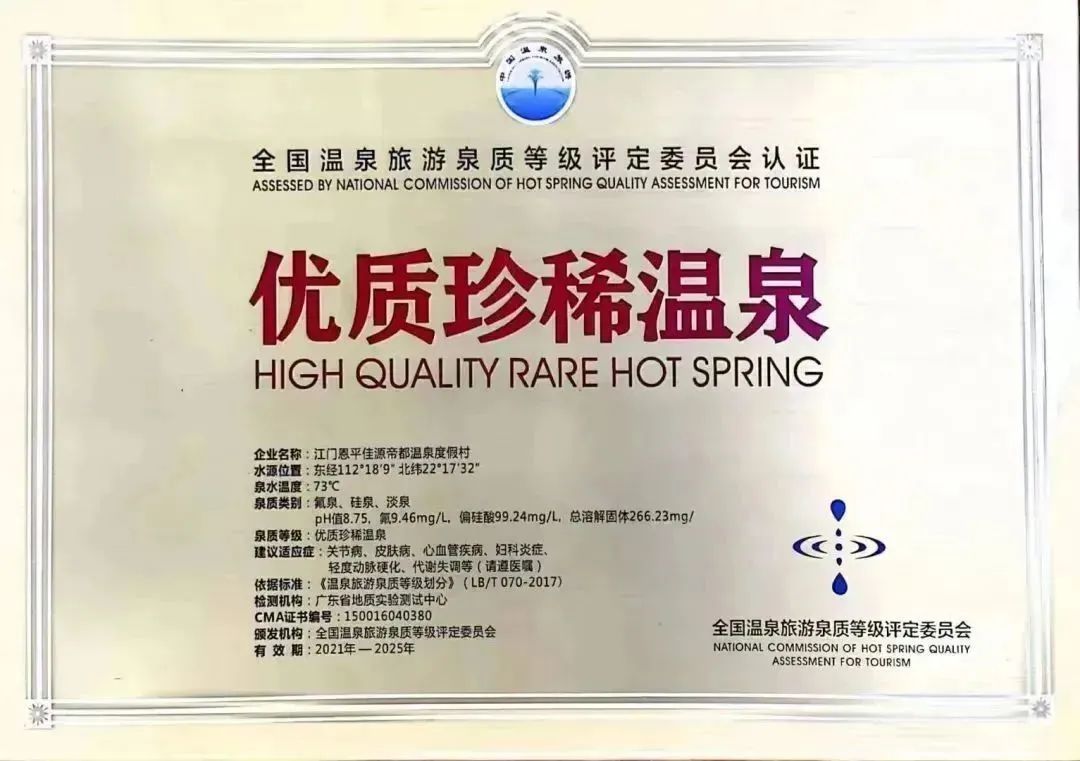 中国温泉泉质
全国温泉旅游泉质等级评定委员会认证
ASSESSED BY NATIONAL COMMISSION OF HOT SPRING QUALITY ASSESSMENT FOR TOURISM
优质珍稀温泉
HIGH QUALITY RARE HOT SPRING
企业名称：江门恩平佳源帝都温泉度假村
水源位置：东经112°18'9" 北纬22°17'32"
泉水温度：73℃
泉质类别：氟泉、硅泉、淡泉
pH值8.75，氟9.46mg/L，偏硅酸99.24mg/L，总溶解固体266.23mg/
泉质等级：优质珍稀温泉
建议适应症：关节病、皮肤病、心血管疾病、妇科炎症、
轻度动脉硬化、代谢失调等（请遵医嘱）
依据标准：《温泉旅游泉质等级划分》（LB/T 070-2017）
检测机构：广东省地质实验测试中心
CMA证书编号：150016040380
颁发机构：全国温泉旅游泉质等级评定委员会
有 效 期：2021年—2025年
全国温泉旅游泉质等级评定委员会
NATIONAL COMMISSION OF HOT SPRING QUALITY
ASSESSMENT FOR TOURISM